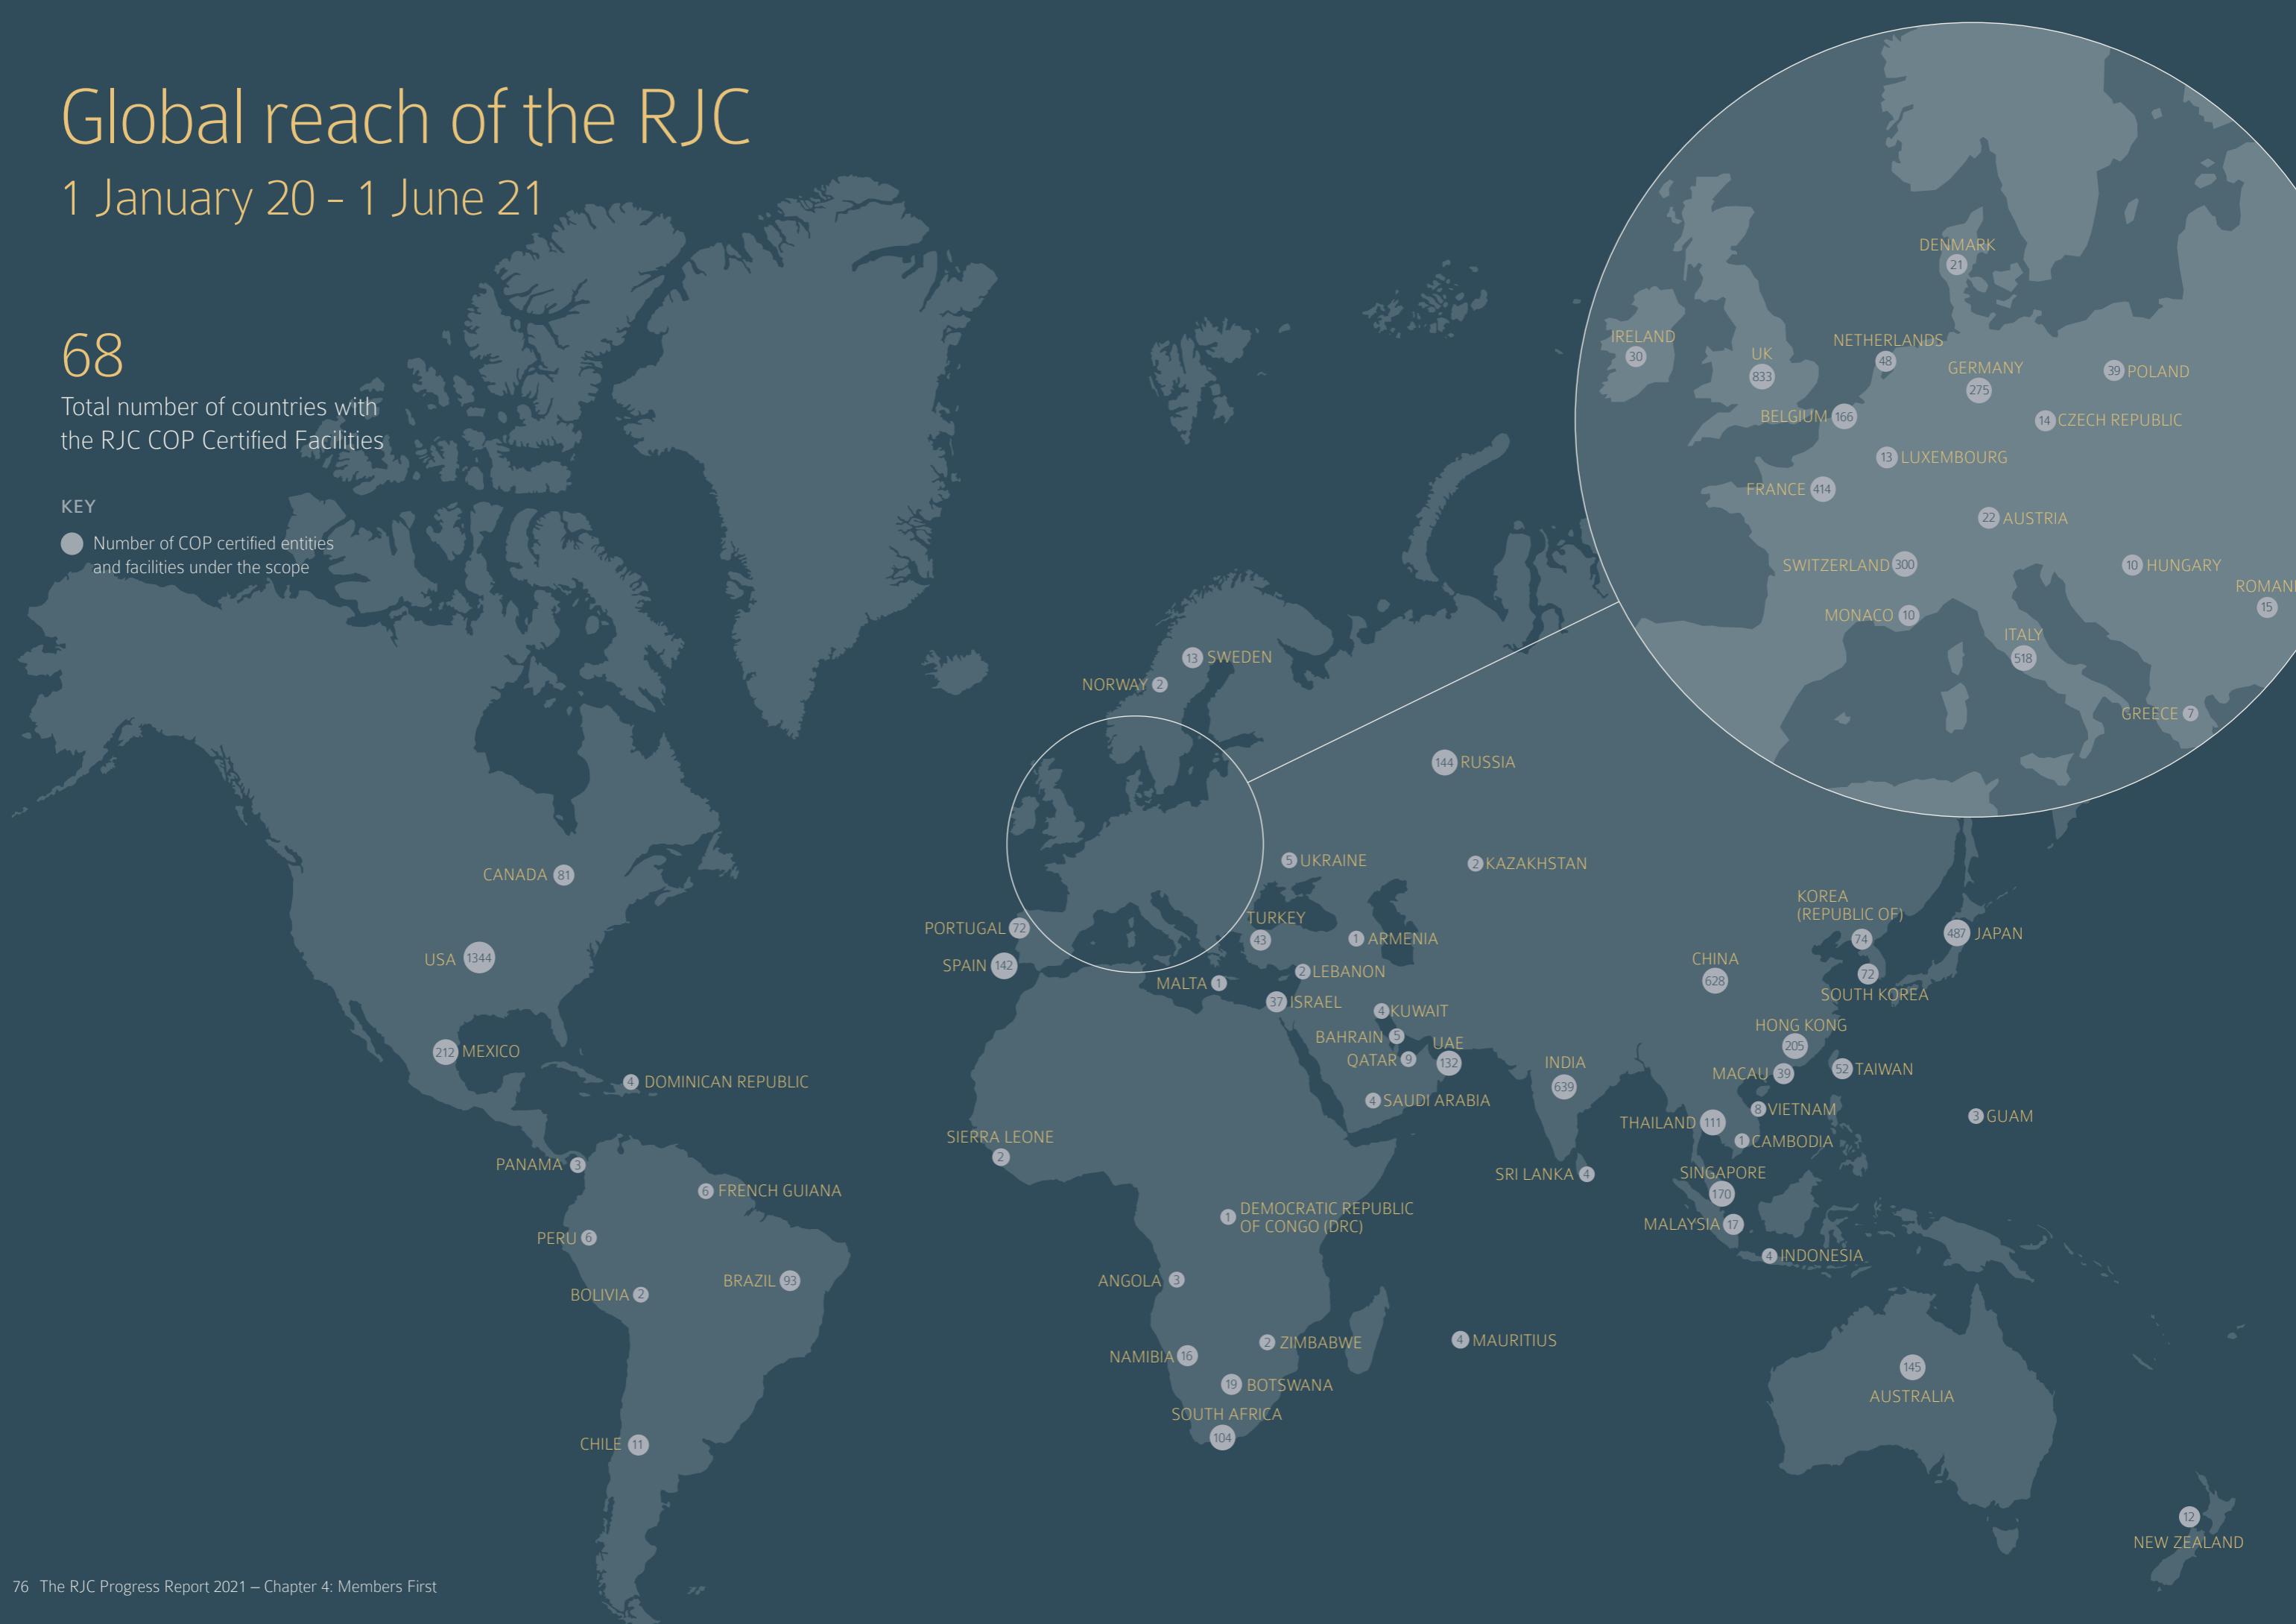 Global reach of the RJC
1 January 20 – 1 June 21
68
Total number of countries with
the RJC COP Certified Facilities
KEY
Number of COP certified entities
and facilities under the scope
DENMARK
21
IRELAND
30
UK
833
NETHERLANDS
48
GERMANY
275
39 POLAND
BELGIUM 166
14 CZECH REPUBLIC
13 LUXEMBOURG
FRANCE 414
22 AUSTRIA
SWITZERLAND 300
10 HUNGARY
ROMANI
15
MONACO 10
ITALY
518
GREECE 7
13 SWEDEN
NORWAY 2
144 RUSSIA
5 UKRAINE
2 KAZAKHSTAN
CANADA 81
USA 1344
212 MEXICO
4 DOMINICAN REPUBLIC
PANAMA 3
6 FRENCH GUIANA
PERU 6
BOLIVIA 2
BRAZIL 93
CHILE 11
PORTUGAL 72
SPAIN 142
TURKEY
43
1 ARMENIA
MALTA 1
2 LEBANON
37 ISRAEL
4 KUWAIT
BAHRAIN 5
QATAR 9
UAE
132
4 SAUDI ARABIA
INDIA
639
SRI LANKA 4
SIERRA LEONE
2
1 DEMOCRATIC REPUBLIC
OF CONGO (DRC)
ANGOLA 3
2 ZIMBABWE
NAMIBIA 16
19 BOTSWANA
SOUTH AFRICA
104
4 MAURITIUS
KOREA
(REPUBLIC OF)
74
487 JAPAN
CHINA
628
72
SOUTH KOREA
HONG KONG
205
MACAU 39
52 TAIWAN
8 VIETNAM
THAILAND 111
1 CAMBODIA
3 GUAM
SINGAPORE
170
MALAYSIA 17
4 INDONESIA
145
AUSTRALIA
12
NEW ZEALAND
76 The RJC Progress Report 2021 – Chapter 4: Members First